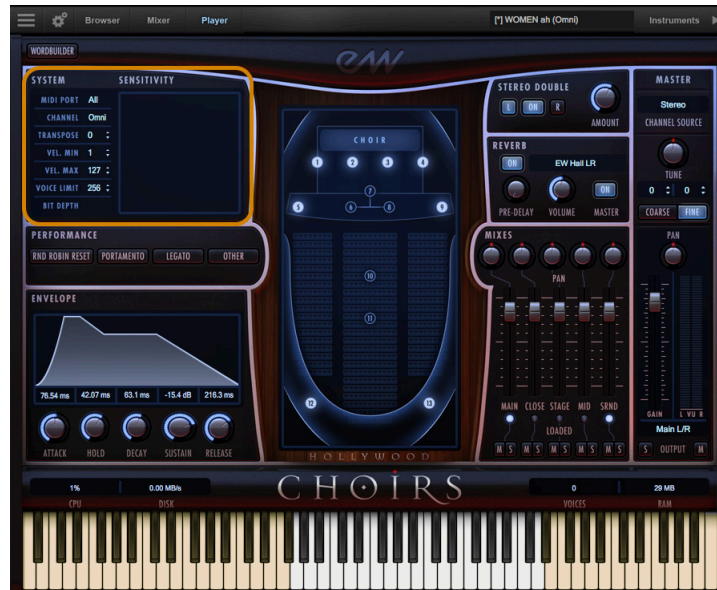 Browser Mixer Player [*] WOMEN ah (Omni) Instruments
WORDBUILDER
EW
SYSTEM SENSITIVITY
MIDI PORT All
CHANNEL Omni
TRANSPOSE 0
VEL. MIN 1
VEL. MAX 127
VOICE LIMIT 256
BIT DEPTH
PERFORMANCE
RND ROBIN RESET PORTAMENTO LEGATO OTHER
ENVELOPE
76.54 ms 42.07 ms 63.1 ms -15.4 dB 216.3 ms
ATTACK HOLD DECAY SUSTAIN RELEASE
CHOIR
1 2 3 4
7
5 6 8 9
10
11
12 13
HOLLYWOOD
STEREO DOUBLE
L ON R
AMOUNT
REVERB
ON EW Hall LR
ON
PRE-DELAY VOLUME MASTER
MIXES
PAN
MAIN CLOSE STAGE MID SRND
LOADED
M S M S M S M S M S
MASTER
Stereo
CHANNEL SOURCE
TUNE
0 0
COARSE FINE
PAN
GAIN L VU R
Main L/R
S OUTPUT M
CHOIRS
1% 0.00 MB/s
CPU DISK
0 29 MB
VOICES RAM